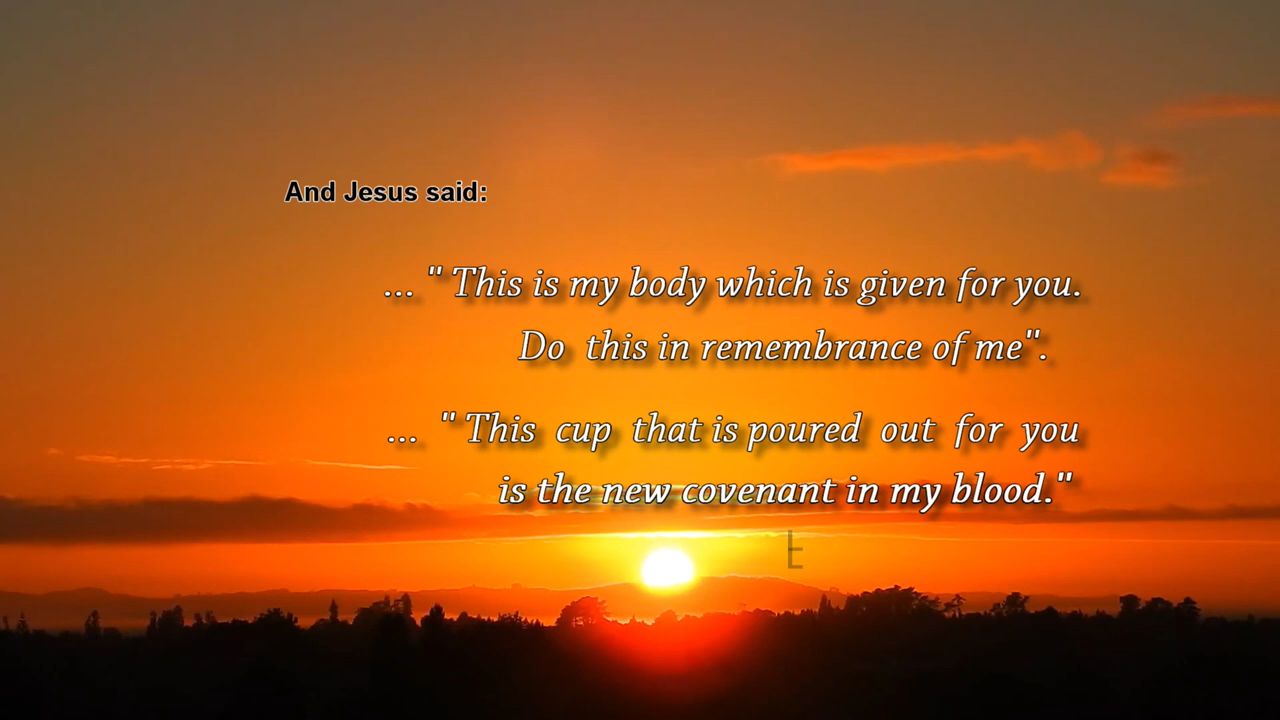 And Jesus said:
... " This is my body which is given for you.
Do this in remembrance of me".
... " This cup that is poured out for you
is the new covenant in my blood."